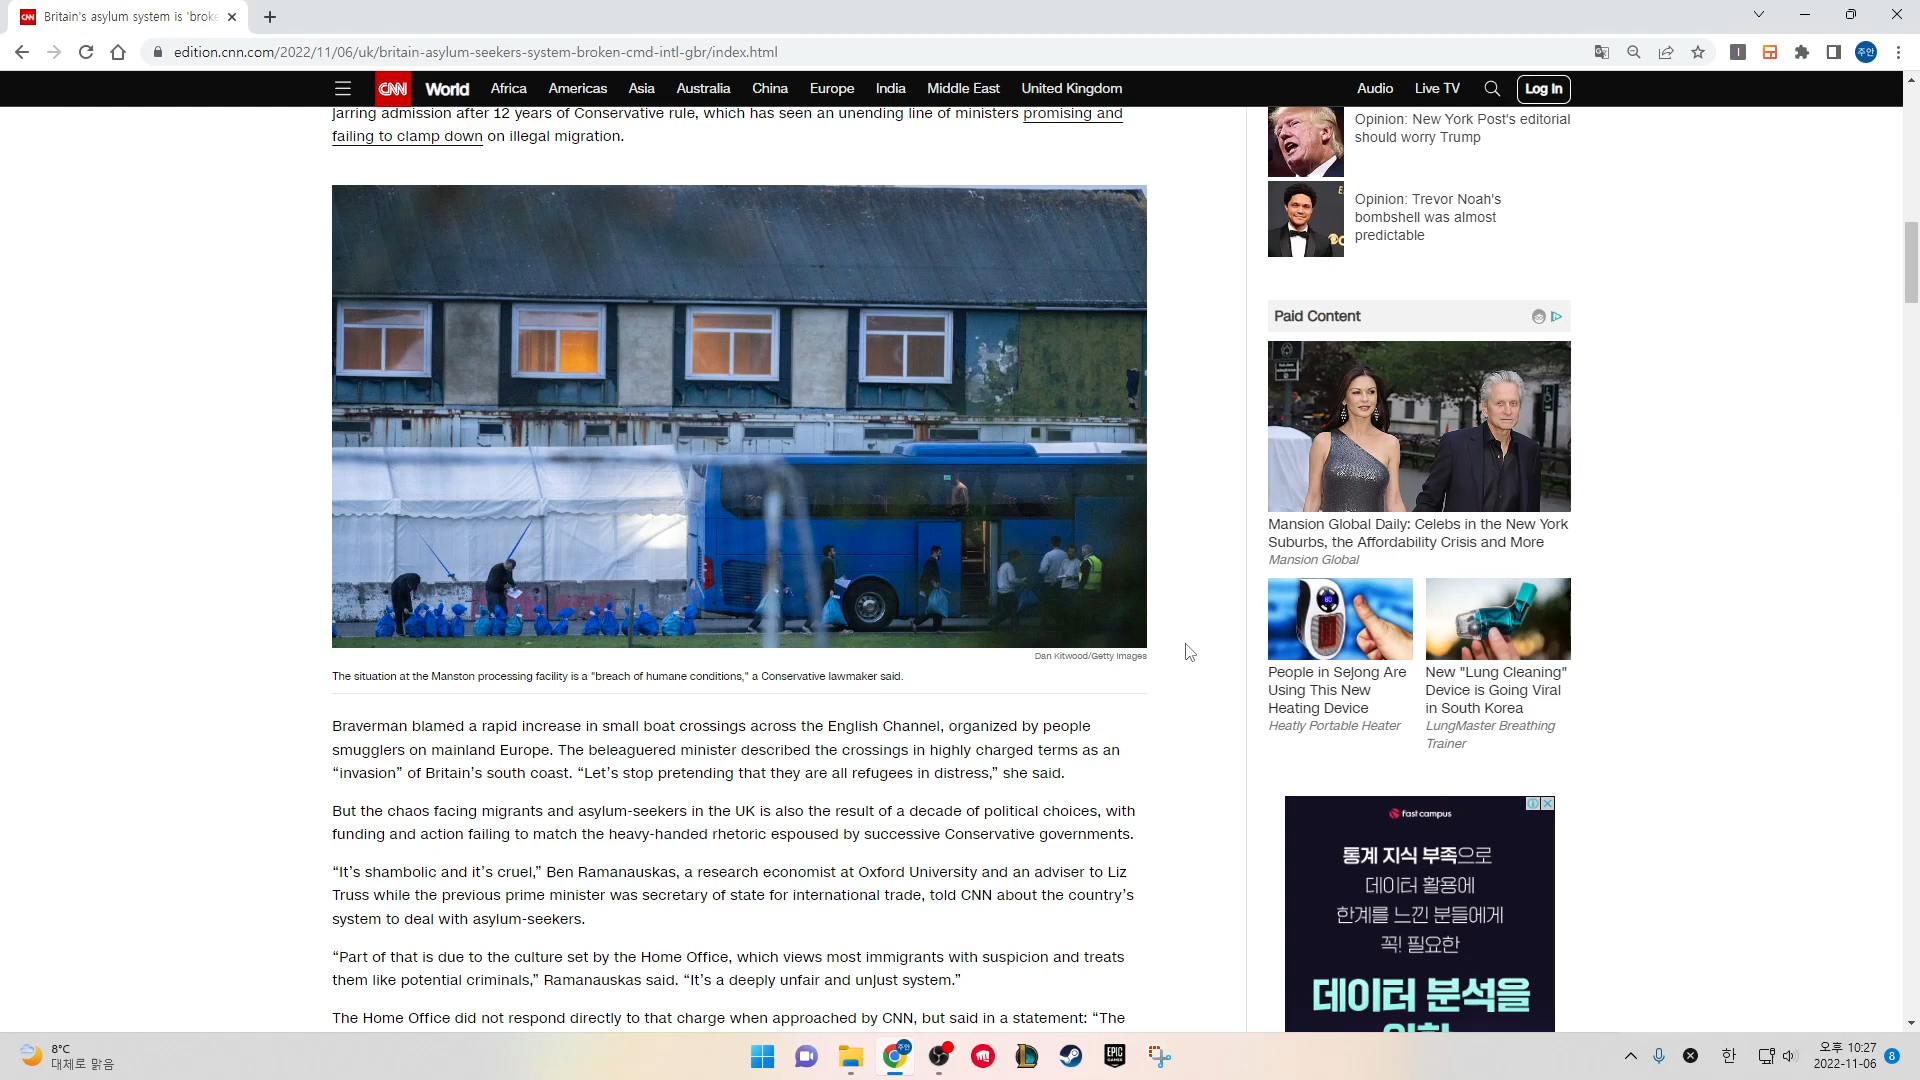 Britain's asylum system is 'broke
edition.cnn.com/2022/11/06/uk/britain-asylum-seekers-system-broken-cmd-intl-gbr/index.html
주안
CNN World Africa Americas Asia Australia China Europe India Middle East United Kingdom Audio Live TV Log In
jarring admission after 12 years of Conservative rule, which has seen an unending line of ministers promising and
failing to clamp down on illegal migration.
Dan Kitwood/Getty Images
The situation at the Manston processing facility is a "breach of humane conditions," a Conservative lawmaker said.
Braverman blamed a rapid increase in small boat crossings across the English Channel, organized by people
smugglers on mainland Europe. The beleaguered minister described the crossings in highly charged terms as an
“invasion” of Britain’s south coast. “Let’s stop pretending that they are all refugees in distress,” she said.
But the chaos facing migrants and asylum-seekers in the UK is also the result of a decade of political choices, with
funding and action failing to match the heavy-handed rhetoric espoused by successive Conservative governments.
“It’s shambolic and it’s cruel,” Ben Ramanauskas, a research economist at Oxford University and an adviser to Liz
Truss while the previous prime minister was secretary of state for international trade, told CNN about the country’s
system to deal with asylum-seekers.
“Part of that is due to the culture set by the Home Office, which views most immigrants with suspicion and treats
them like potential criminals,” Ramanauskas said. “It’s a deeply unfair and unjust system.”
The Home Office did not respond directly to that charge when approached by CNN, but said in a statement: “The
Opinion: New York Post's editorial
should worry Trump
Opinion: Trevor Noah's
bombshell was almost
predictable
Paid Content
Mansion Global Daily: Celebs in the New York
Suburbs, the Affordability Crisis and More
Mansion Global
People in Sejong Are
Using This New
Heating Device
Heatly Portable Heater
New "Lung Cleaning"
Device is Going Viral
in South Korea
LungMaster Breathing
Trainer
fast campus
통계 지식 부족으로
데이터 활용에
한계를 느낀 분들에게
꼭! 필요한
데이터 분석을
8°C
대체로 맑음
주안
EPIC GAMES
한
오후 10:27
2022-11-06
8